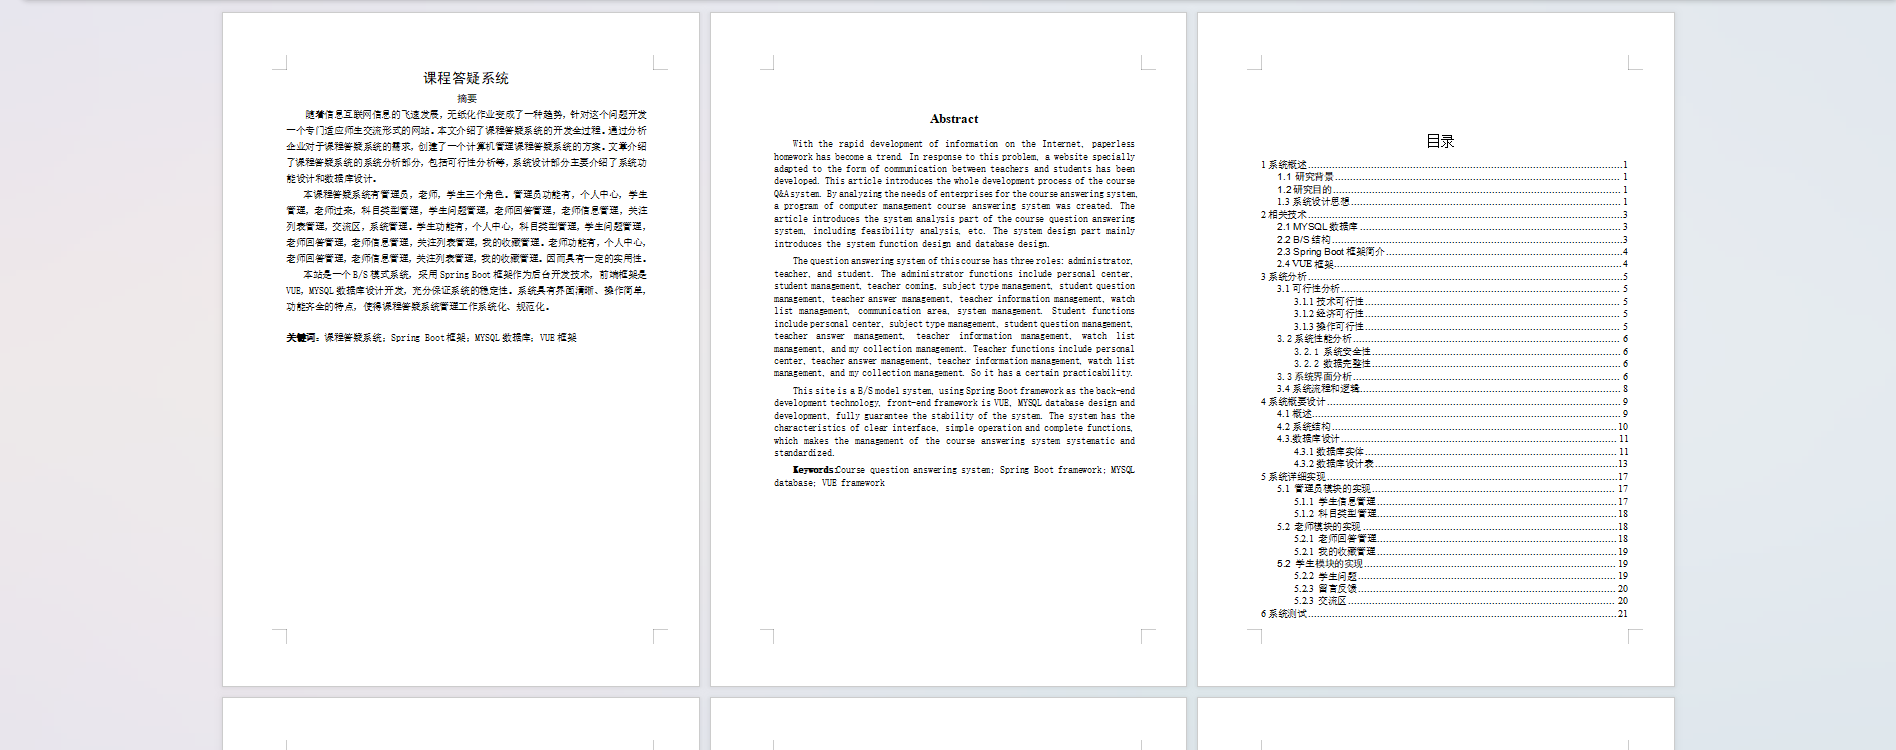 课程答疑系统
摘要
随着信息互联网信息的飞速发展，无纸化作业变成了一种趋势，针对这个问题开发
一个专门适应师生交流形式的网站。本文介绍了课程答疑系统的开发全过程。通过分析
企业对于课程答疑系统的需求，创建了一个计算机管理课程答疑系统的方案。文章介绍
了课程答疑系统的系统分析部分，包括可行性分析等，系统设计部分主要介绍了系统功
能设计和数据库设计。
本课程答疑系统有管理员，老师，学生三个角色。管理员功能有，个人中心，学生
管理，老师过来，科目类型管理，学生问题管理，老师回答管理，老师信息管理，关注
列表管理，交流区，系统管理。学生功能有，个人中心，科目类型管理，学生问题管理，
老师回答管理，老师信息管理，关注列表管理，我的收藏管理。老师功能有，个人中心，
老师回答管理，老师信息管理，关注列表管理，我的收藏管理。因而具有一定的实用性。
本站是一个B/S模式系统，采用Spring Boot框架作为后台开发技术，前端框架是
VUE，MYSQL数据库设计开发，充分保证系统的稳定性。系统具有界面清晰、操作简单，
功能齐全的特点，使得课程答疑系统管理工作系统化、规范化。
关键词：课程答疑系统；Spring Boot框架；MYSQL数据库；VUE框架
Abstract
With the rapid development of information on the Internet, paperless
homework has become a trend. In response to this problem, a website specially
adapted to the form of communication between teachers and students has been
developed. This article introduces the whole development process of the course
Q&A system. By analyzing the needs of enterprises for the course answering system,
a program of computer management course answering system was created. The
article introduces the system analysis part of the course question answering
system, including feasibility analysis, etc. The system design part mainly
introduces the system function design and database design.
The question answering system of this course has three roles: administrator,
teacher, and student. The administrator functions include personal center,
student management, teacher coming, subject type management, student question
management, teacher answer management, teacher information management, watch
list management, communication area, system management. Student functions
include personal center, subject type management, student question management,
teacher answer management, teacher information management, watch list
management, and my collection management. Teacher functions include personal
center, teacher answer management, teacher information management, watch list
management, and my collection management. So it has a certain practicability.
This site is a B/S model system, using Spring Boot framework as the back-end
development technology, front-end framework is VUE, MYSQL database design and
development, fully guarantee the stability of the system. The system has the
characteristics of clear interface, simple operation and complete functions,
which makes the management of the course answering system systematic and
standardized.
Keywords:Course question answering system; Spring Boot framework; MYSQL
database; VUE framework
目录
1 系统概述 1
1.1 研究背景 1
1.2 研究目的 1
1.3 系统设计思想 1
2 相关技术 3
2.1 MYSQL 数据库 3
2.2 B/S 结构 3
2.3 Spring Boot 框架简介 4
2.4 VUE 框架 4
3 系统分析 5
3.1 可行性分析 5
3.1.1 技术可行性 5
3.1.2 经济可行性 5
3.1.3 操作可行性 5
3.2 系统性能分析 6
3.2.1 系统安全性 6
3.2.2 数据完整性 6
3.3 系统界面分析 6
3.4 系统流程和逻辑 8
4 系统概要设计 9
4.1 概述 9
4.2 系统结构 10
4.3.数据库设计 11
4.3.1 数据库实体 11
4.3.2 数据库设计表 13
5 系统详细实现 17
5.1 管理员模块的实现 17
5.1.1 学生信息管理 17
5.1.2 科目类型管理 18
5.2 老师模块的实现 18
5.2.1 老师回答管理 18
5.2.1 我的收藏管理 19
5.2 学生模块的实现 19
5.2.2 学生问题 19
5.2.3 留言反馈 20
5.2.3 交流区 20
6 系统测试 21